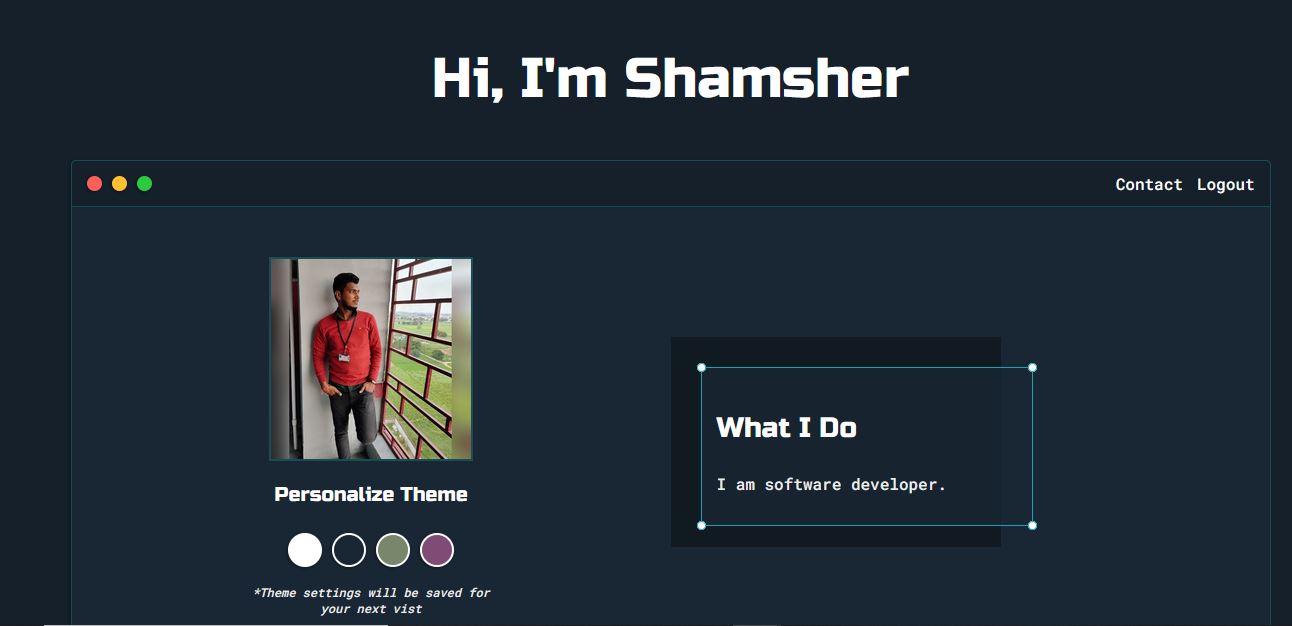 Hi, I'm Shamsher
Contact Logout
Personalize Theme
*Theme settings will be saved for
your next vist
What I Do
I am software developer.